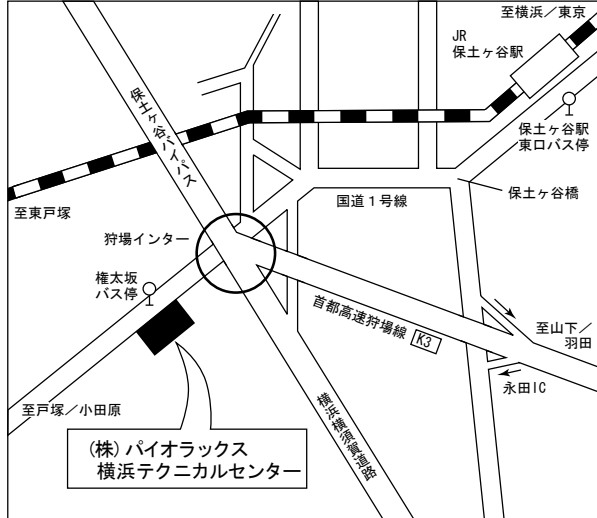 至横浜／東京
JR
保土ヶ谷駅
保土ヶ谷バイパス
保土ヶ谷駅
東口バス停
至東戸塚
国道１号線
保土ヶ谷橋
狩場インター
権太坂
バス停
首都高速狩場線 K3
至山下／
羽田
永田IC
至戸塚／小田原
横浜横須賀道路
(株)パイオラックス
横浜テクニカルセンター